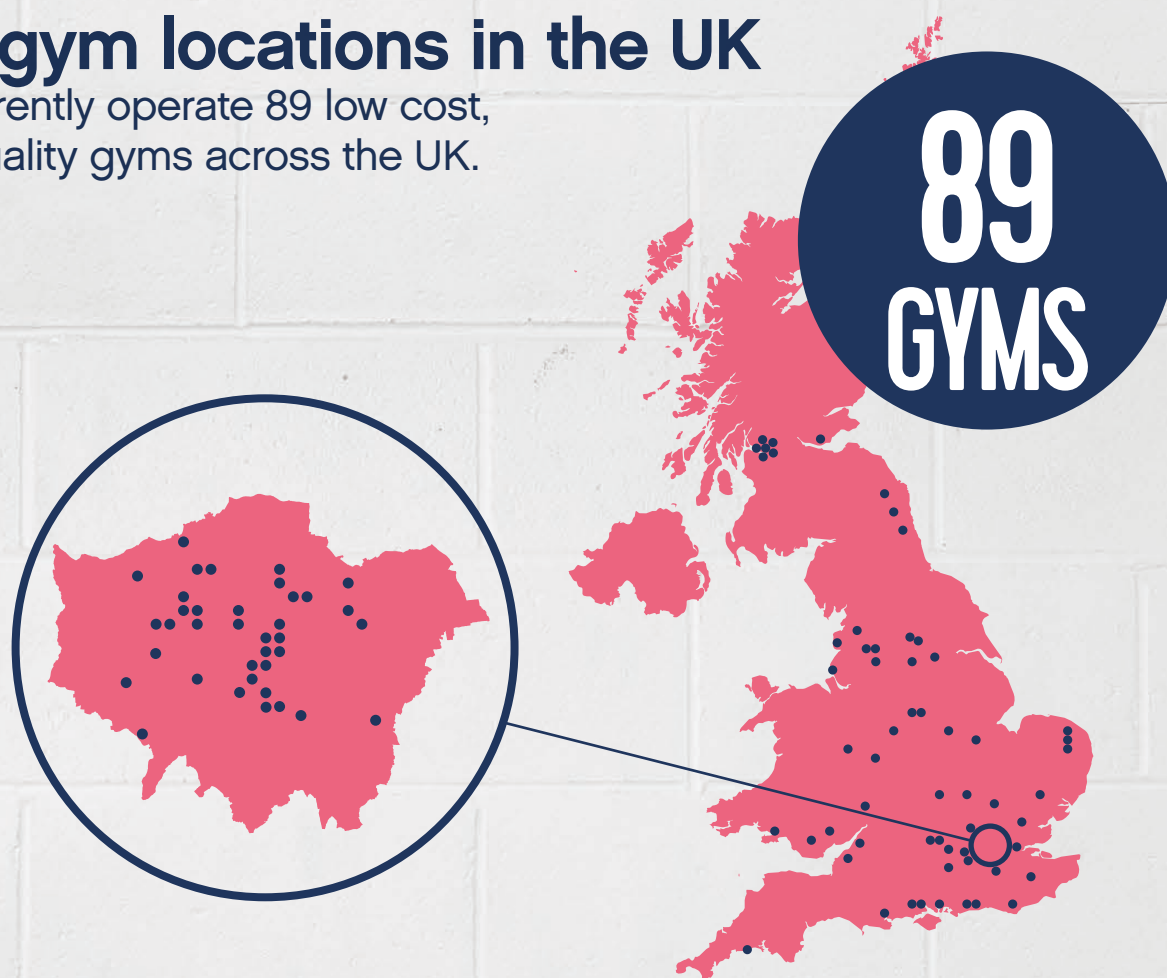 gym locations in the UK
rently operate 89 low cost,
ality gyms across the UK.
89
GYMS